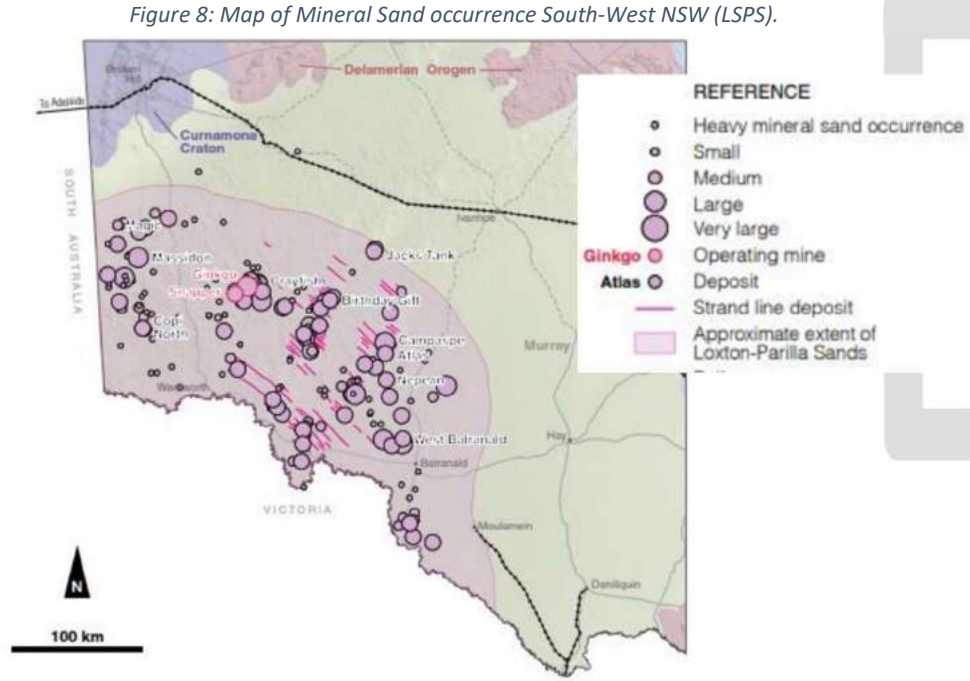 Figure 8: Map of Mineral Sand occurrence South-West NSW (LSPS).
Broken
Hill
Delamerian Orogen
To Adelaide
Curnamona
Craton
SOUTH AUSTRALIA
Ivanhoe
Magic
Massidon
Jacks Tank
Ginkgo
Crayfish
Snapper
Birthday Gift
Copi
North
Campaspe
Atlas
Murray
Nepean
Wentworth
West Balranald
Hay
Balranald
VICTORIA
Moulamein
Deniliquin
N
100 km
REFERENCE
Heavy mineral sand occurrence
Small
Medium
Large
Very large
Ginkgo Operating mine
Atlas Deposit
Strand line deposit
Approximate extent of
Loxton-Parilla Sands